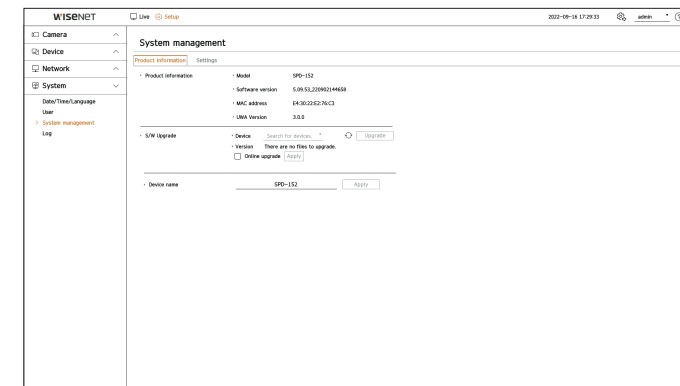 WISENET
Live Setup 2022-09-16 17:29:33 admin
Camera
Device
Network
System
Date/Time/Language
User
System management
Log
System management
Product information Settings
Product information
Model SPD-152
Software version 5.09.53_220902144658
MAC address E4:30:22:E2:76:C3
UWA Version 3.0.0
S/W Upgrade
Device Search for devices. Upgrade
Version There are no files to upgrade.
Online upgrade Apply
Device name SPD-152 Apply